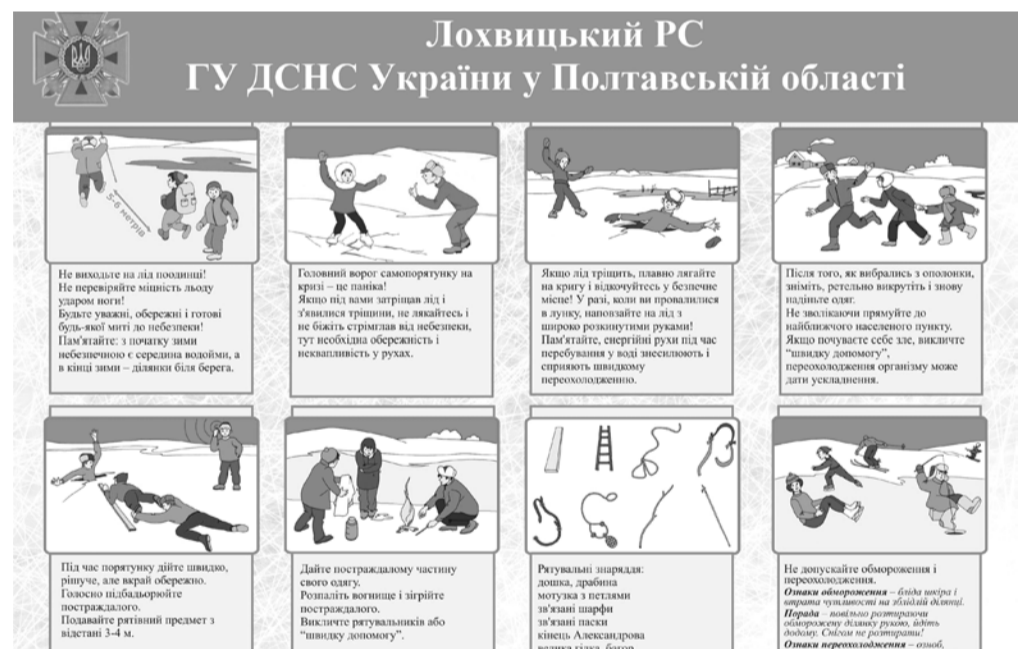 Лохвицький РС
ГУ ДСНС України у Полтавській області
5-6 метрів
Не виходьте на лід поодинці!
Не перевіряйте міцність льоду
ударом ноги!
Будьте уважні, обережні і готові
будь-якої миті до небезпеки!
Пам'ятайте: з початку зими
небезпечною є середина водойми, а
в кінці зими – ділянки біля берега.
Головний ворог самопорятунку на
кризі – це паніка!
Якщо під вами затріщав лід і
з'явилися тріщини, не лякайтесь і
не біжіть стрімглав від небезпеки,
тут необхідна обережність і
неквапливість у рухах.
Якщо лід тріщить, плавно лягайте
на кригу і відкочуйтесь у безпечне
місце! У разі, коли ви провалилися
в лунку, наповзайте на лід з
широко розкинутими руками!
Пам'ятайте, енергійні рухи під час
перебування у воді знесилюють і
сприяють швидкому
переохолодженню.
Після того, як вибрались з ополонки,
зніміть, ретельно викрутіть і знову
надіньте одяг.
Не зволікаючи прямуйте до
найближчого населеного пункту.
Якщо почуваєте себе зле, викличте
“швидку допомогу”,
переохолодження організму може
дати ускладнення.
Під час порятунку дійте швидко,
рішуче, але вкрай обережно.
Голосно підбадьорюйте
постраждалого.
Подавайте рятівний предмет з
відстані 3-4 м.
Дайте постраждалому частину
свого одягу.
Розпаліть вогнище і зігрійте
постраждалого.
Викличте рятувальників або
“швидку допомогу”.
Рятувальні знаряддя:
дошка, драбина
мотузка з петлями
зв'язані шарфи
зв'язані паски
кінець Александрова
велика гілка, багор
Не допускайте обмороження і
переохолодження.
Ознаки обмороження – бліда шкіра і
втрата чутливості на зблідлій ділянці.
Порада – повільно розтираючи
обморожену ділянку рукою, йдіть
додому. Снігом не розтирати!
Ознаки переохолодження – озноб,